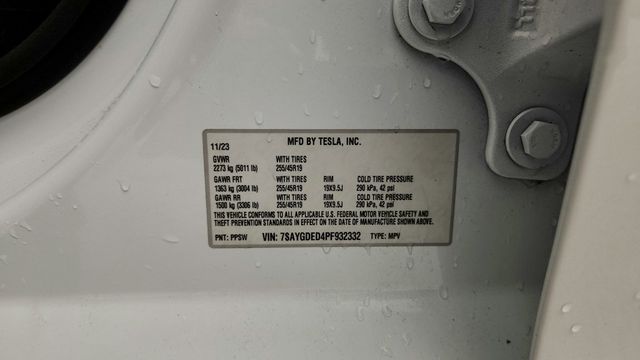 11/23 MFD BY TESLA, INC.
GVWR WITH TIRES
2273 kg (5011 lb) 255/45R19
GAWR FRT WITH TIRES RIM COLD TIRE PRESSURE
1363 kg (3004 lb) 255/45R19 19X9.5J 290 kPa, 42 psi
GAWR RR WITH TIRES RIM COLD TIRE PRESSURE
1500 kg (3306 lb) 255/45R19 19X9.5J 290 kPa, 42 psi
THIS VEHICLE CONFORMS TO ALL APPLICABLE U.S. FEDERAL MOTOR VEHICLE SAFETY AND
THEFT PREVENTION STANDARDS IN EFFECT ON THE DATE OF MANUFACTURE SHOWN ABOVE.
PNT: PPSW VIN: 7SAYGDED4PF932332 TYPE: MPV